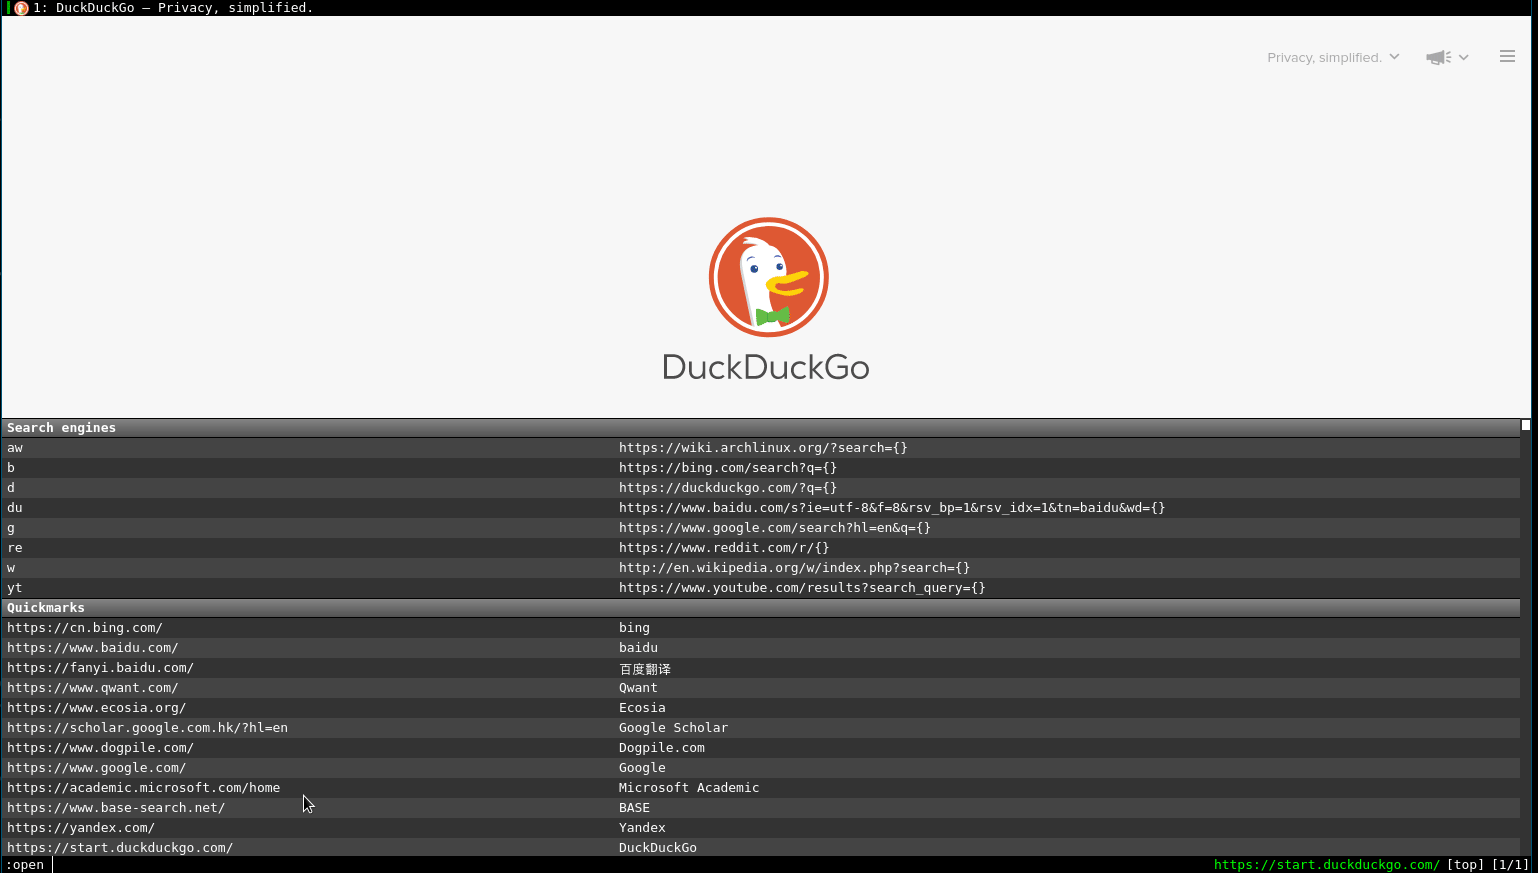 1: DuckDuckGo — Privacy, simplified.
Privacy, simplified.
DuckDuckGo
Search engines
aw https://wiki.archlinux.org/?search={}
b https://bing.com/search?q={}
d https://duckduckgo.com/?q={}
du https://www.baidu.com/s?ie=utf-8&f=8&rsv_bp=1&rsv_idx=1&tn=baidu&wd={}
g https://www.google.com/search?hl=en&q={}
re https://www.reddit.com/r/{}
w http://en.wikipedia.org/w/index.php?search={}
yt https://www.youtube.com/results?search_query={}
Quickmarks
https://cn.bing.com/ bing
https://www.baidu.com/ baidu
https://fanyi.baidu.com/ 百度翻译
https://www.qwant.com/ Qwant
https://www.ecosia.org/ Ecosia
https://scholar.google.com.hk/?hl=en Google Scholar
https://www.dogpile.com/ Dogpile.com
https://www.google.com/ Google
https://academic.microsoft.com/home Microsoft Academic
https://www.base-search.net/ BASE
https://yandex.com/ Yandex
https://start.duckduckgo.com/ DuckDuckGo
:open https://start.duckduckgo.com/ [top] [1/1]